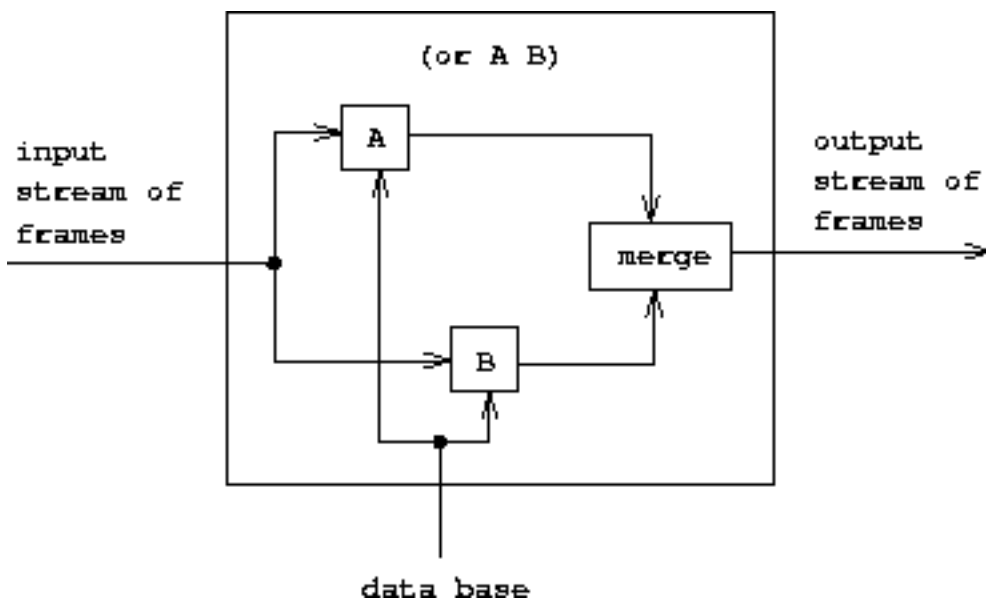 (or A B)
input
stream of
frames
A
output
stream of
frames
merge
B
data base